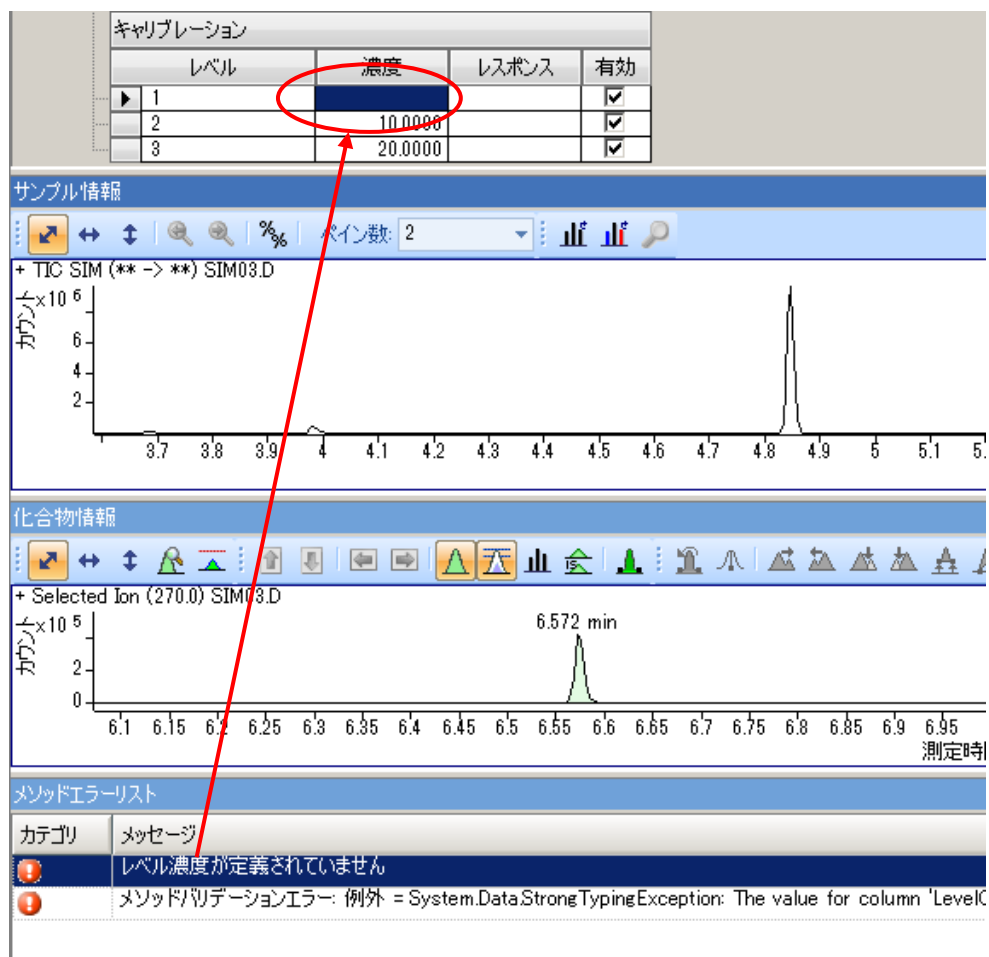 キャリブレーション
レベル 濃度 レスポンス 有効
1
2 10.0000
3 20.0000
サンプル情報
ペイン数: 2
+ TIC SIM (** -> **) SIM03.D
カウント x10 6
6
4
2
3.7 3.8 3.9 4 4.1 4.2 4.3 4.4 4.5 4.6 4.7 4.8 4.9 5 5.1 5.
化合物情報
IS
+ Selected Ion (270.0) SIM03.D
カウント x10 5
6.572 min
2
0
6.1 6.15 6.2 6.25 6.3 6.35 6.4 6.45 6.5 6.55 6.6 6.65 6.7 6.75 6.8 6.85 6.9 6.95
測定時
メソッドエラーリスト
カテゴリ メッセージ
レベル濃度が定義されていません
メソッドバリデーションエラー: 例外 = System.Data.StrongTypingException: The value for column 'LevelC